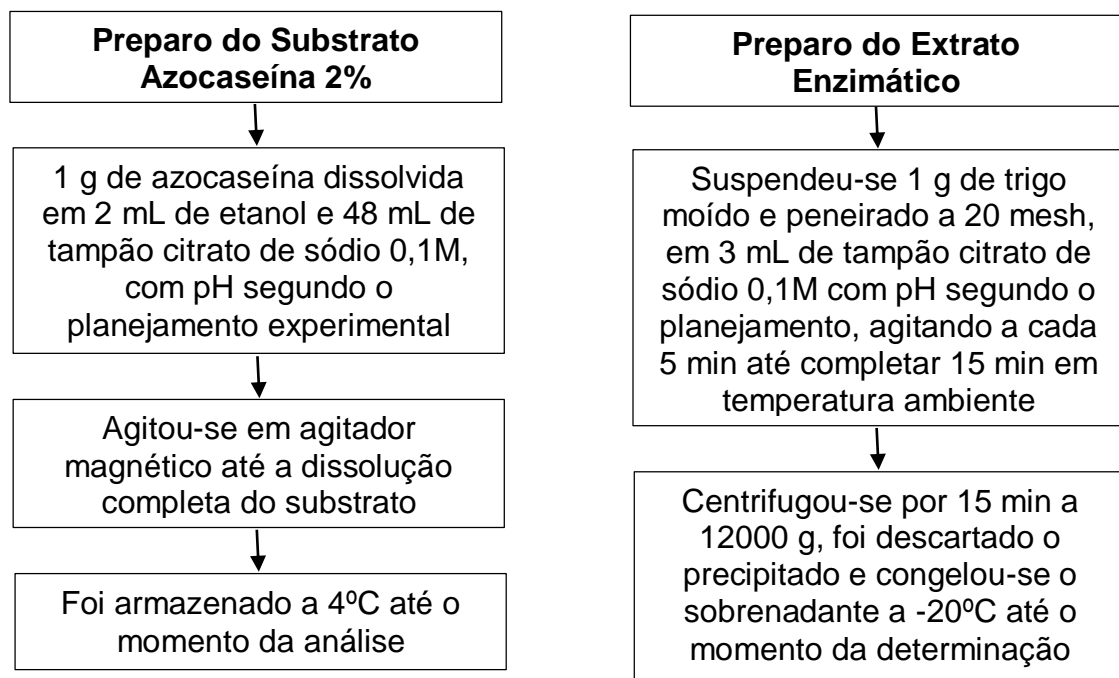 Preparo do Substrato
Azocaseína 2%
1 g de azocaseína dissolvida
em 2 mL de etanol e 48 mL de
tampão citrato de sódio 0,1M,
com pH segundo o
planejamento experimental
Agitou-se em agitador
magnético até a dissolução
completa do substrato
Foi armazenado a 4ºC até o
momento da análise
Preparo do Extrato
Enzimático
Suspendeu-se 1 g de trigo
moído e peneirado a 20 mesh,
em 3 mL de tampão citrato de
sódio 0,1M com pH segundo o
planejamento, agitando a cada
5 min até completar 15 min em
temperatura ambiente
Centrifugou-se por 15 min a
12000 g, foi descartado o
precipitado e congelou-se o
sobrenadante a -20ºC até o
momento da determinação